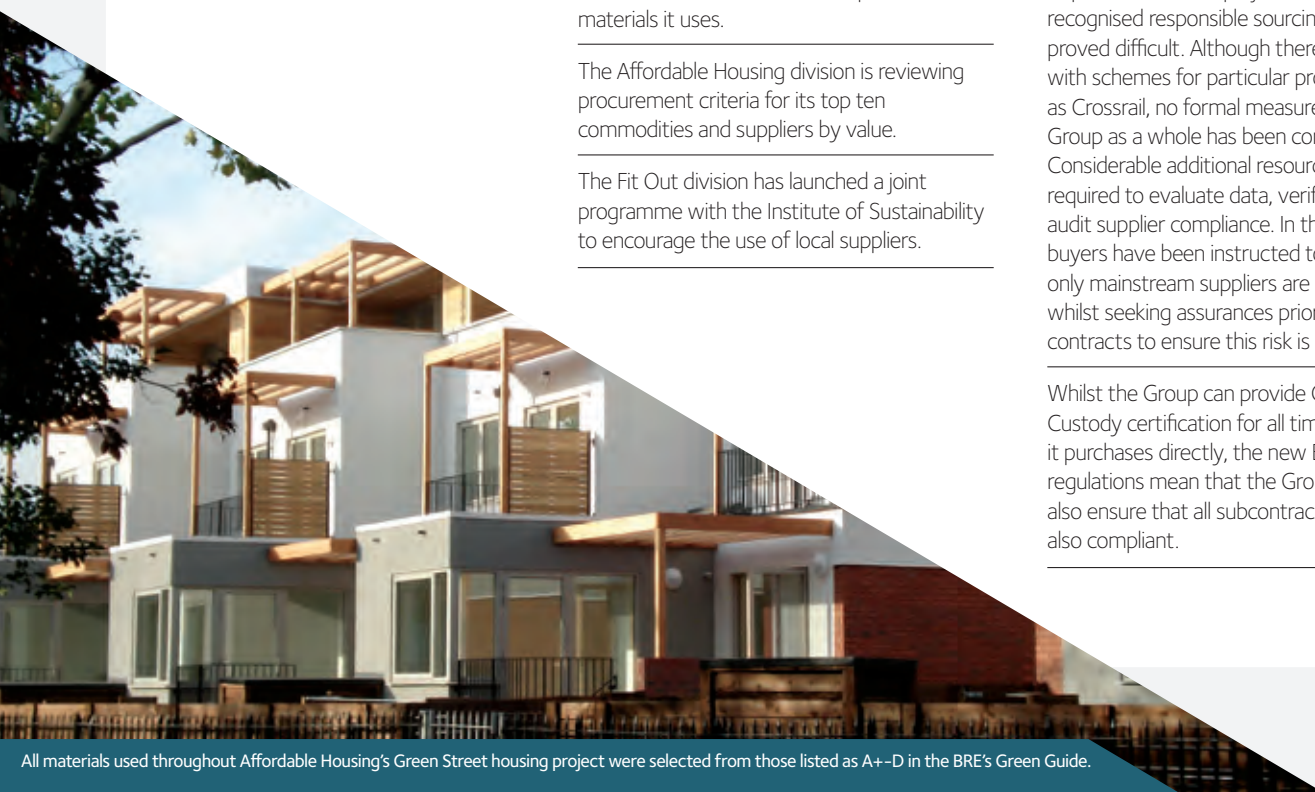 materials it uses.
The Affordable Housing division is reviewing
procurement criteria for its top ten
commodities and suppliers by value.
The Fit Out division has launched a joint
programme with the Institute of Sustainability
to encourage the use of local suppliers.
recognised responsible sourcin
proved difficult. Although there
with schemes for particular pr
as Crossrail, no formal measure
Group as a whole has been co
Considerable additional resour
required to evaluate data, verif
audit supplier compliance. In th
buyers have been instructed to
only mainstream suppliers are
whilst seeking assurances prior
contracts to ensure this risk is
Whilst the Group can provide
Custody certification for all tim
it purchases directly, the new
regulations mean that the Gro
also ensure that all subcontrac
also compliant.
All materials used throughout Affordable Housing's Green Street housing project were selected from those listed as A+-D in the BRE's Green Guide.